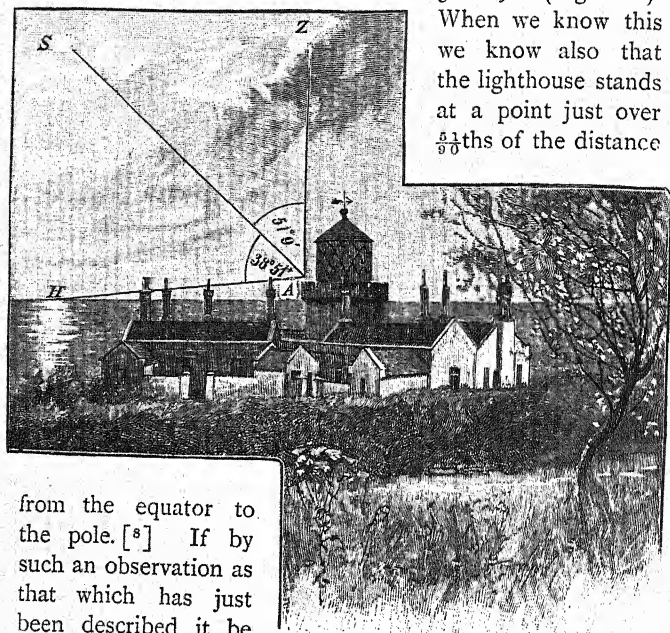 When we know this
we know also that
the lighthouse stands
at a point just over
51/90ths of the distance
S
Z
51°9′
38°51′
H
A
from the equator to
the pole. [8] If by
such an observation as
that which has just
been described it be